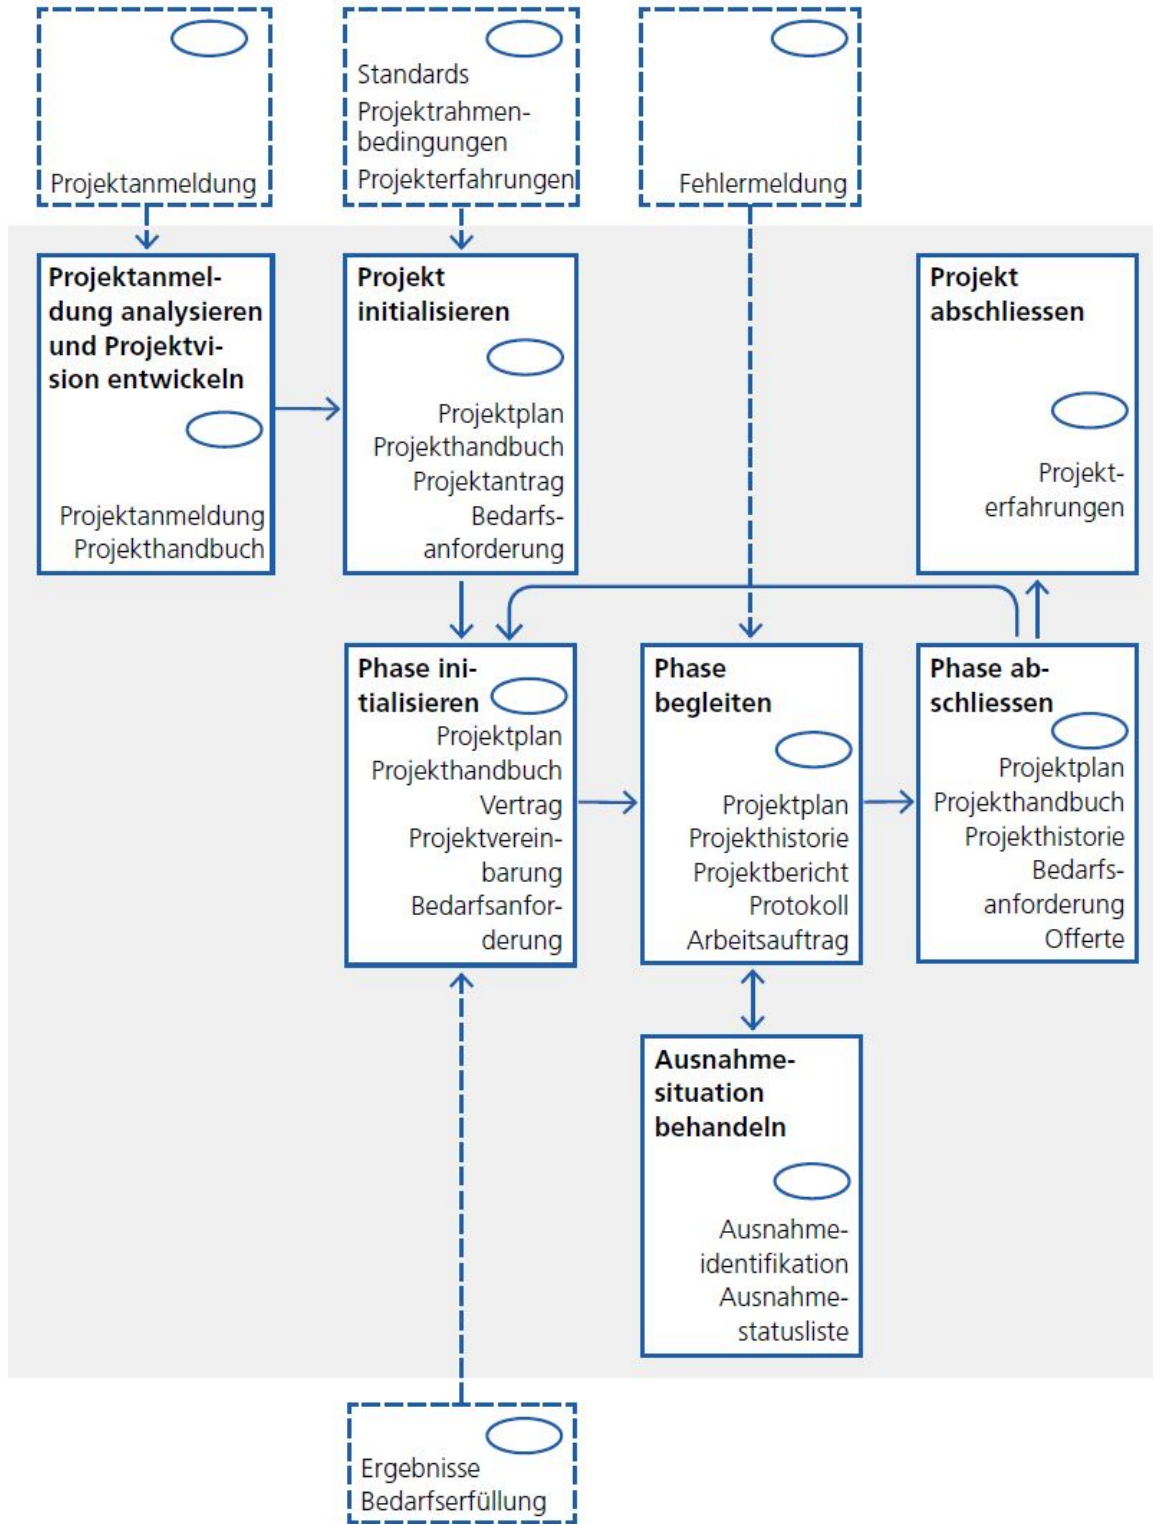 Projektanmeldung
Standards
Projektrahmen-
bedingungen
Projekterfahrungen
Fehlermeldung
Projektanmel-
dung analysieren
und Projektvi-
sion entwickeln
Projektanmeldung
Projekthandbuch
Projekt
initialisieren
Projektplan
Projekthandbuch
Projektantrag
Bedarfs-
anforderung
Projekt
abschliessen
Projekt-
erfahrungen
Phase ini-
tialisieren
Projektplan
Projekthandbuch
Vertrag
Projektverein-
barung
Bedarfsanfor-
derung
Phase
begleiten
Projektplan
Projekthistorie
Projektbericht
Protokoll
Arbeitsauftrag
Phase ab-
schliessen
Projektplan
Projekthandbuch
Projekthistorie
Bedarfs-
anforderung
Offerte
Ausnahme-
situation
behandeln
Ausnahme-
identifikation
Ausnahme-
statusliste
Ergebnisse
Bedarfserfüllung